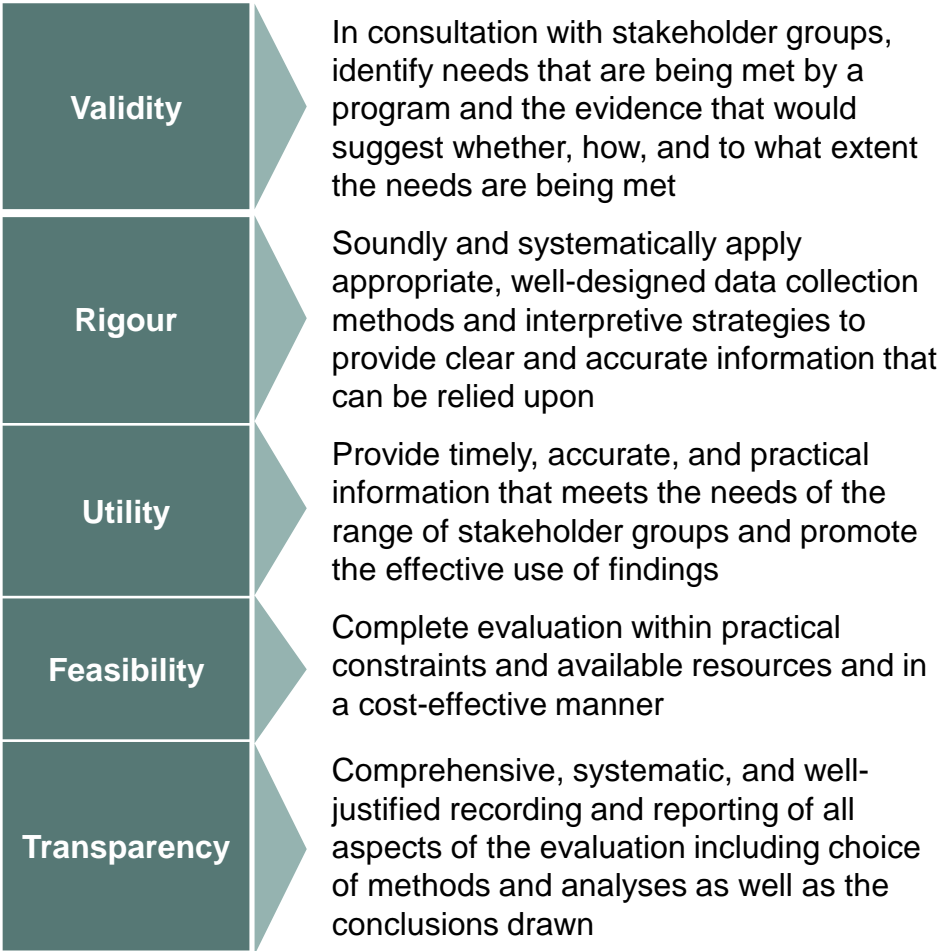 Validity
In consultation with stakeholder groups,
identify needs that are being met by a
program and the evidence that would
suggest whether, how, and to what extent
the needs are being met
Rigour
Soundly and systematically apply
appropriate, well-designed data collection
methods and interpretive strategies to
provide clear and accurate information that
can be relied upon
Utility
Provide timely, accurate, and practical
information that meets the needs of the
range of stakeholder groups and promote
the effective use of findings
Feasibility
Complete evaluation within practical
constraints and available resources and in
a cost-effective manner
Transparency
Comprehensive, systematic, and well-
justified recording and reporting of all
aspects of the evaluation including choice
of methods and analyses as well as the
conclusions drawn